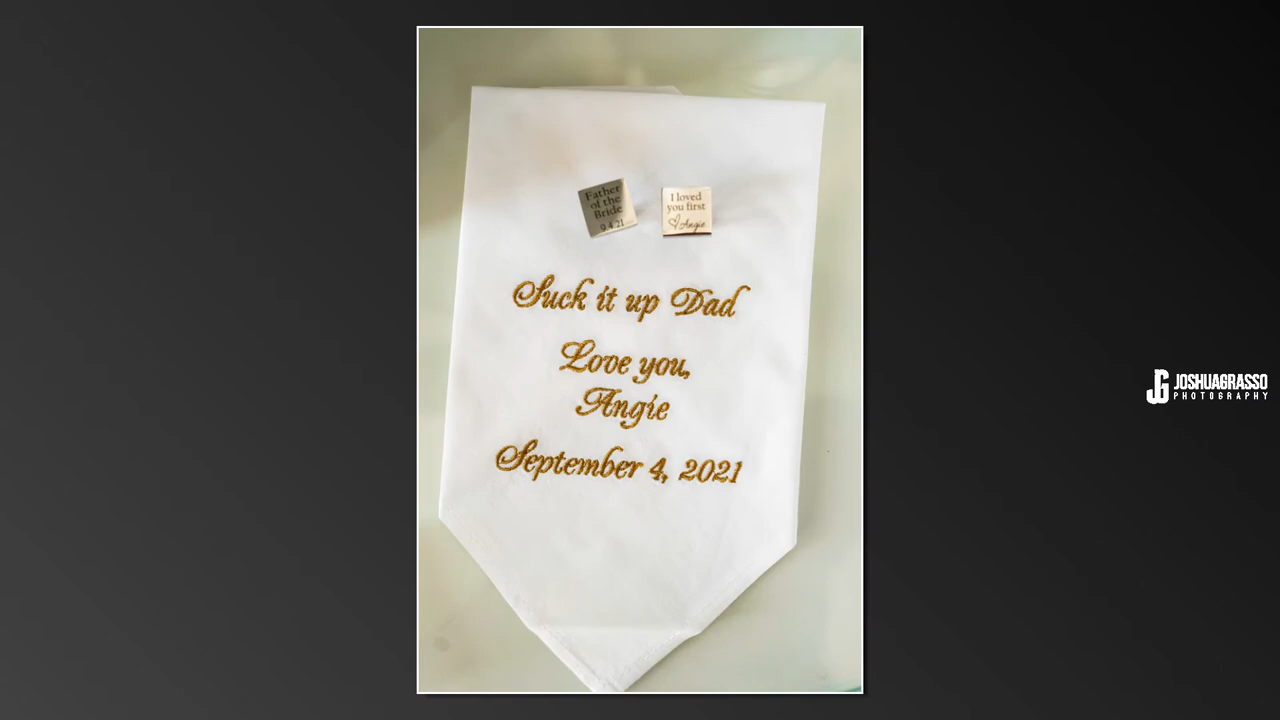 Father
of the
Bride
9.4.21
I loved
you first
Angie
Suck it up Dad
Love you,
Angie
September 4, 2021
JG JOSHUAGRASSO
PHOTOGRAPHY